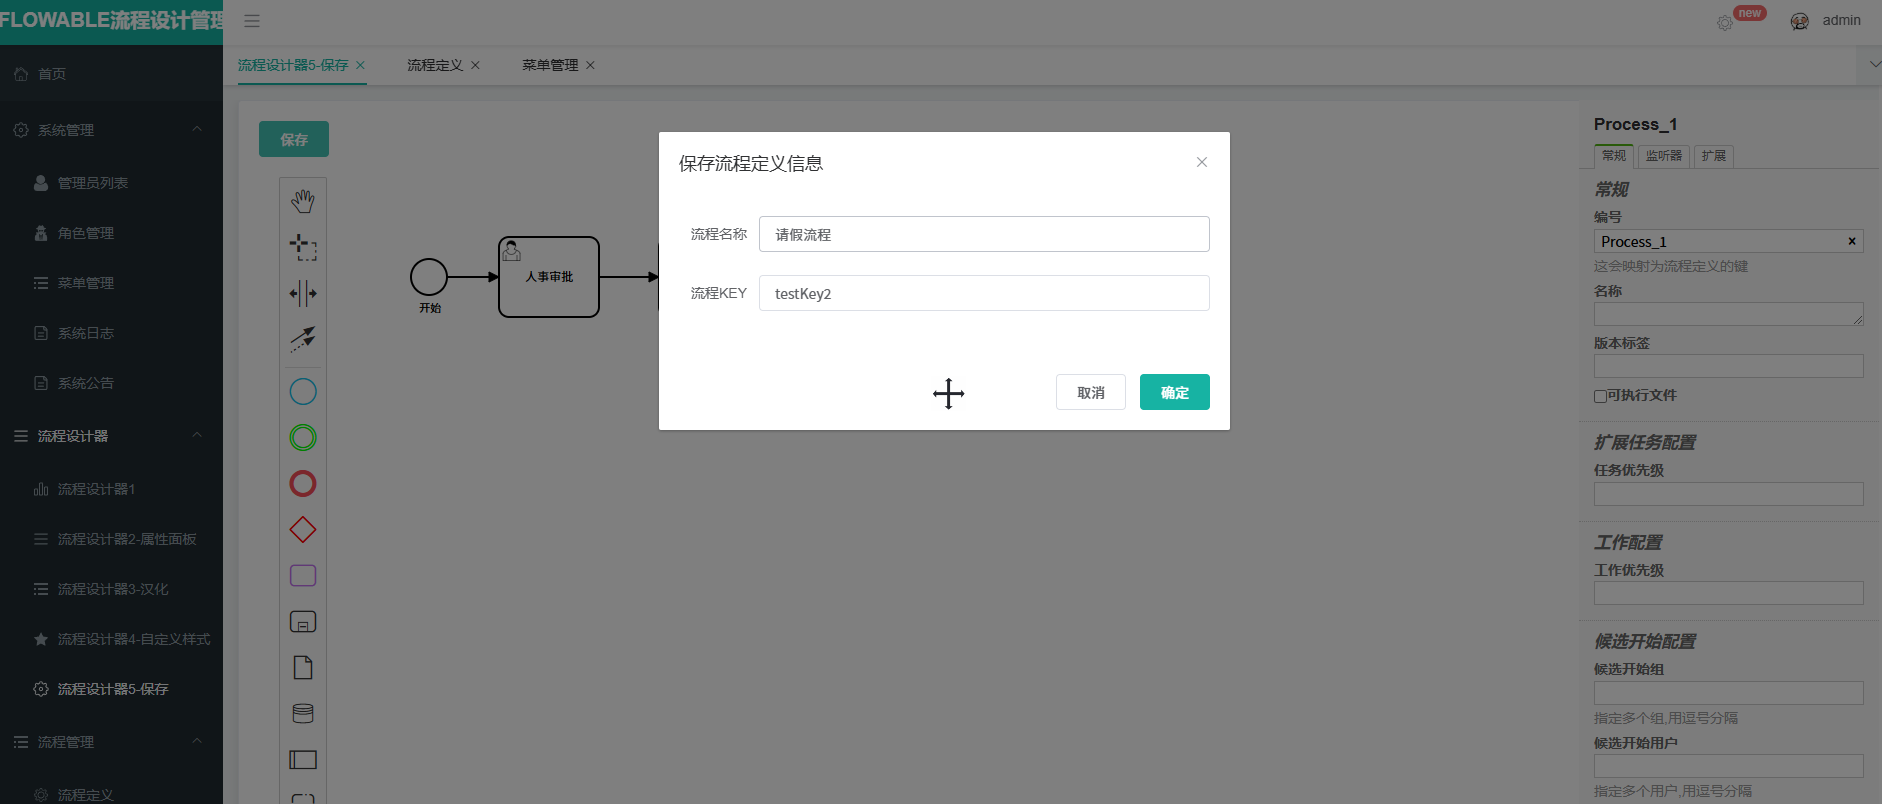 FLOWABLE流程设计管理
new
admin
首页
系统管理
管理员列表
角色管理
菜单管理
系统日志
系统公告
流程设计器
流程设计器1
流程设计器2-属性面板
流程设计器3-汉化
流程设计器4-自定义样式
流程设计器5-保存
流程管理
流程定义
流程设计器5-保存
流程定义
菜单管理
保存
开始
人事审批
保存流程定义信息
流程名称
请假流程
流程KEY
testKey2
取消
确定
Process_1
常规
监听器
扩展
常规
编号
Process_1
这会映射为流程定义的键
名称
版本标签
可执行文件
扩展任务配置
任务优先级
工作配置
工作优先级
候选开始配置
候选开始组
指定多个组,用逗号分隔
候选开始用户
指定多个用户,用逗号分隔